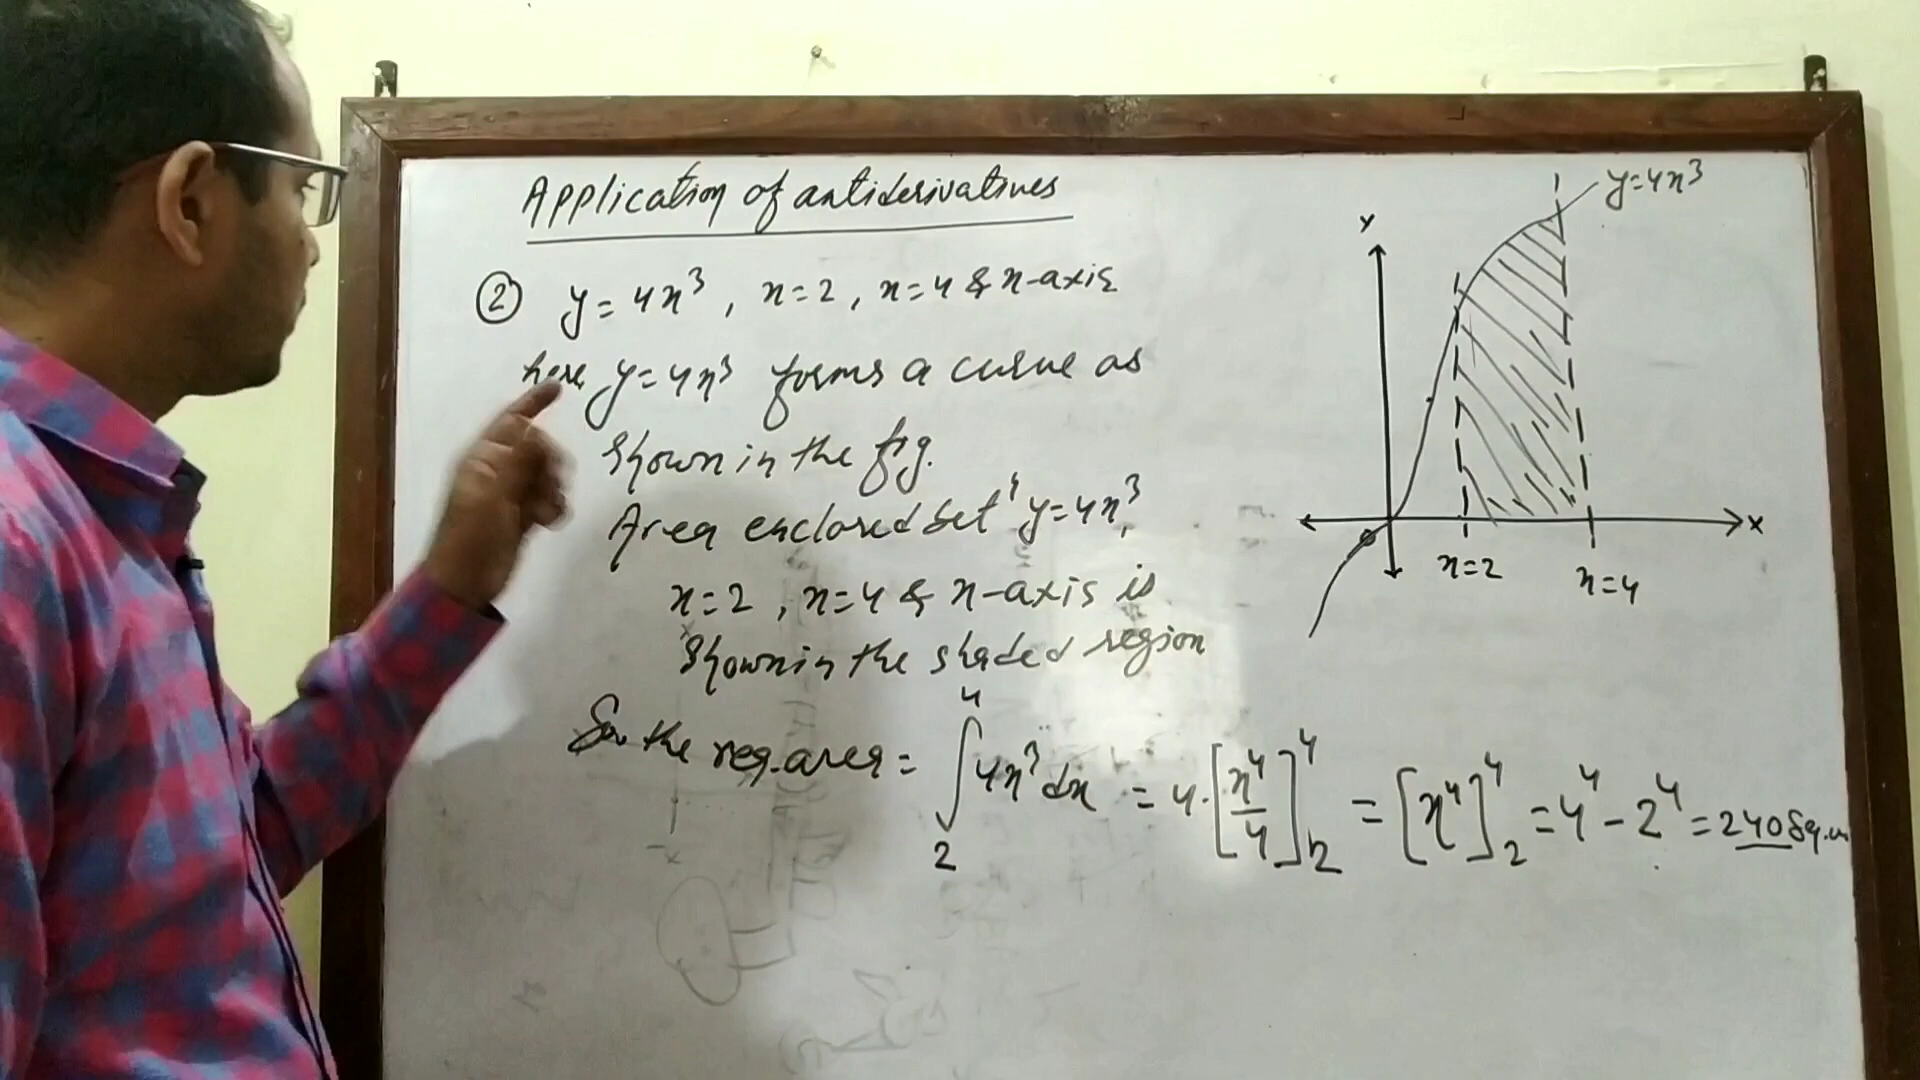 Application of antiderivatives
② y = 4x³, x=2, x=4 & x-axis
here y=4x³ forms a curve as
shown in the fig.
Area enclosed bet' y=4x³,
x=2, x=4 & x-axis is
shown in the shaded region
So the req. area = ∫₂⁴ 4x³ dx = 4·[x⁴/4]₂⁴ = [x⁴]₂⁴ = 4⁴ - 2⁴ = 240 sq.un
y=4x³
Y
X
x=2
x=4